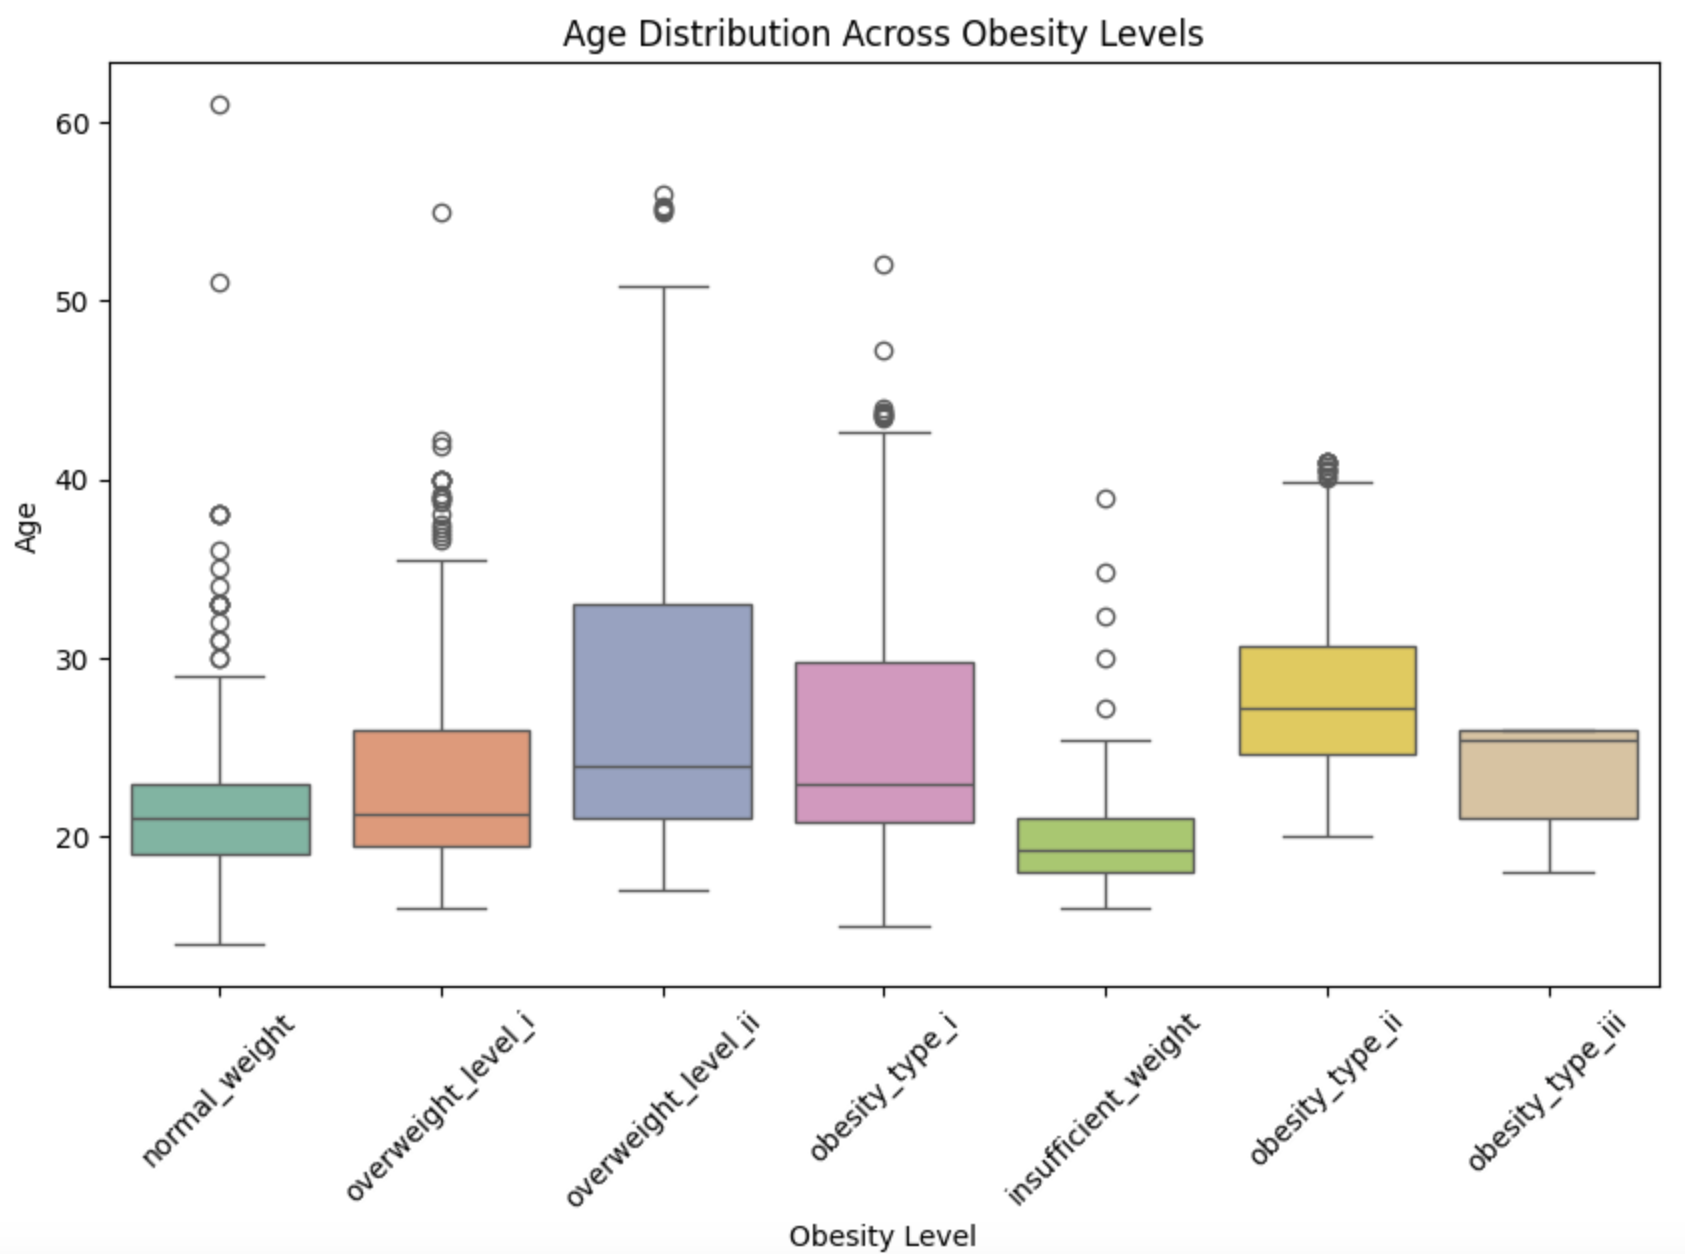 Age Distribution Across Obesity Levels
60
50
40
30
20
Age
normal_weight
overweight_level_i
overweight_level_ii
obesity_type_i
insufficient_weight
obesity_type_ii
obesity_type_iii
Obesity Level